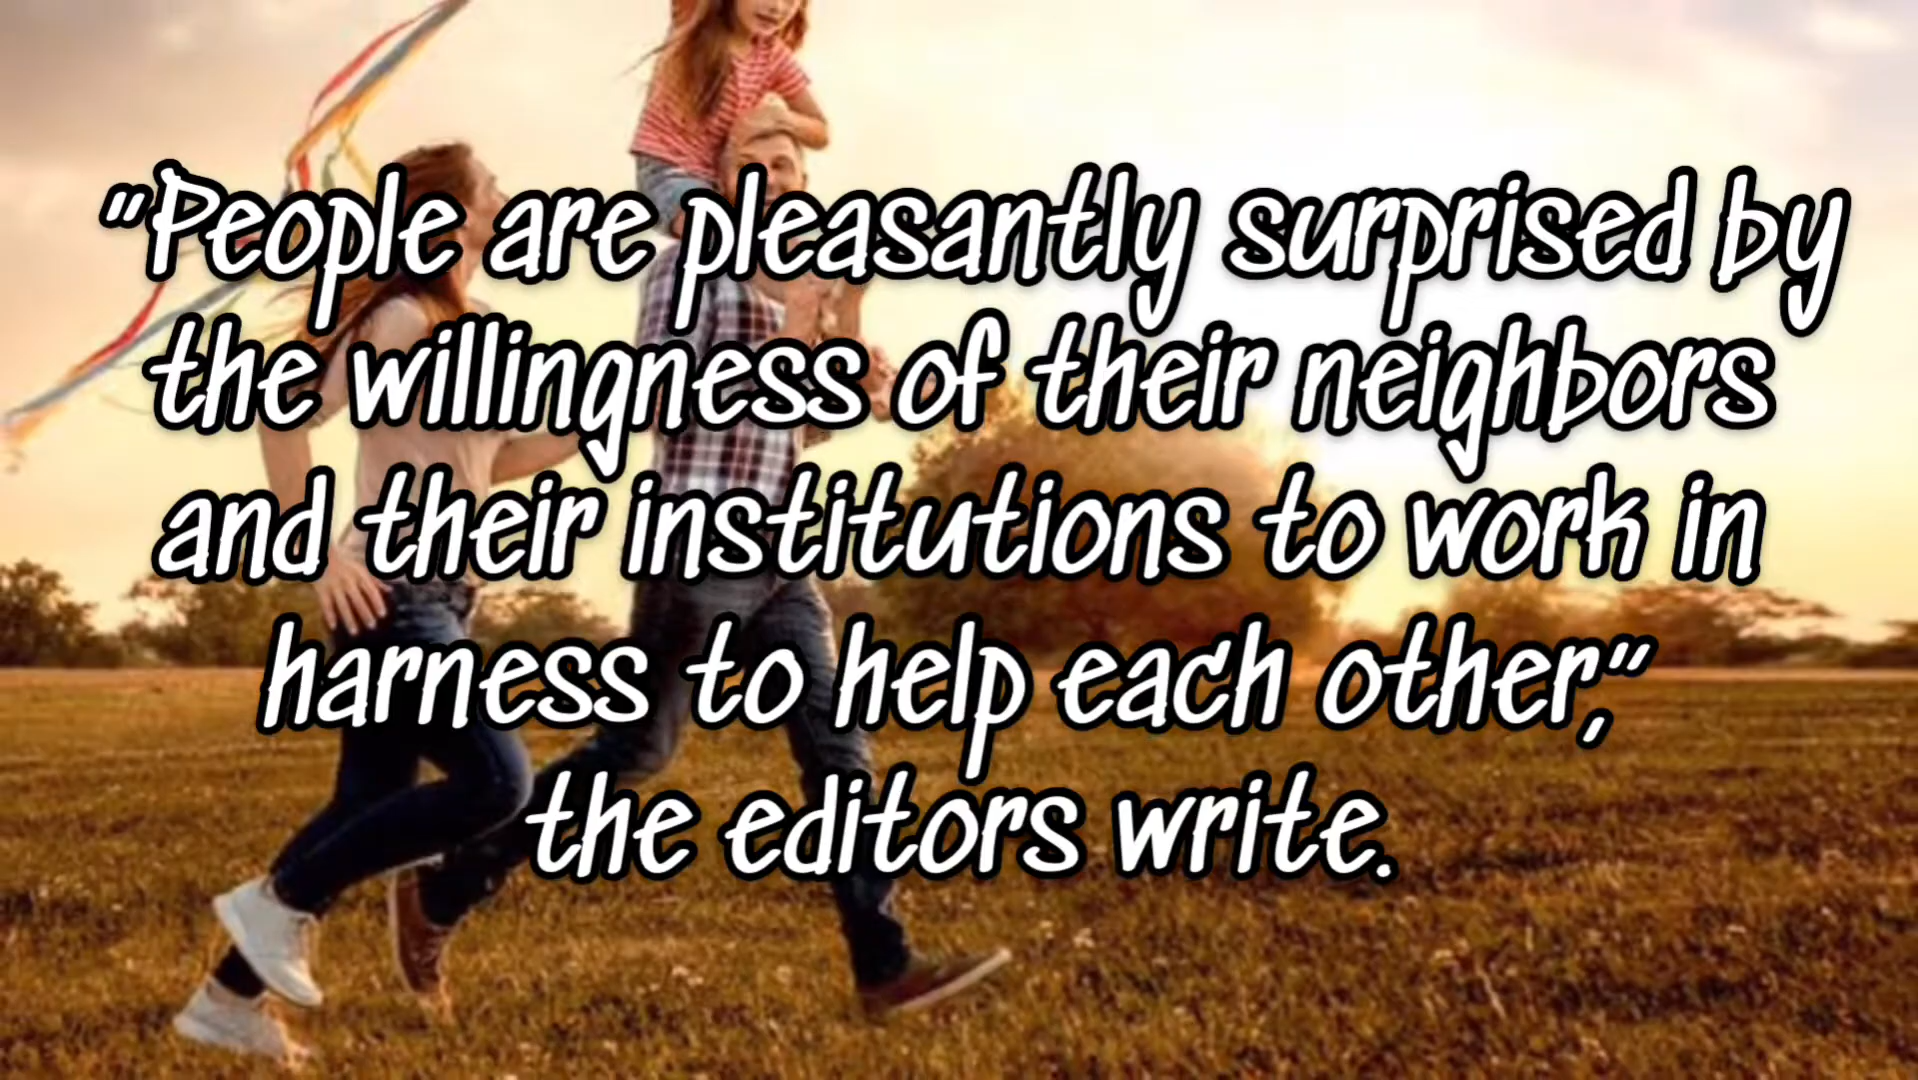 "People are pleasantly surprised by
the willingness of their neighbors
and their institutions to work in
harness to help each other,"
the editors write.